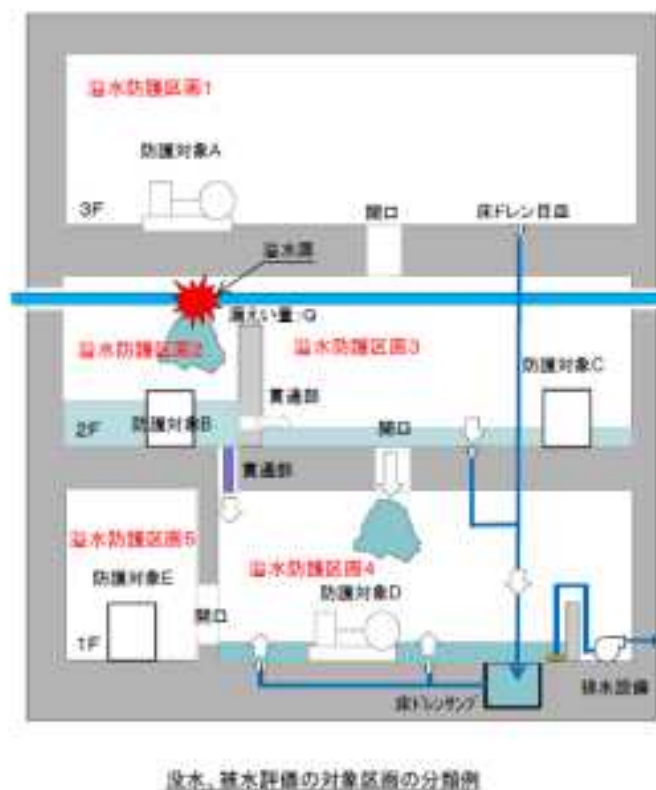 溢水防護区画1
防護対象A
3F
開口
床ドレン目皿
溢水源
漏えい量:Q
溢水防護区画2
溢水防護区画3
防護対象C
貫通部
2F
防護対象B
開口
貫通部
溢水防護区画5
防護対象E
溢水防護区画4
防護対象D
開口
1F
床ドレンサンプ
排水設備
没水、被水評価の対象区画の分類例